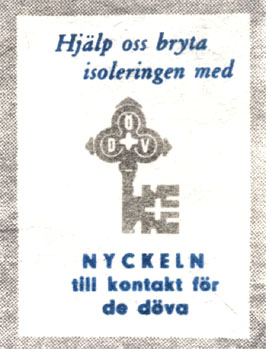 Hjälp oss bryta
isoleringen med
D Ö V
NYCKELN
till kontakt för
de döva